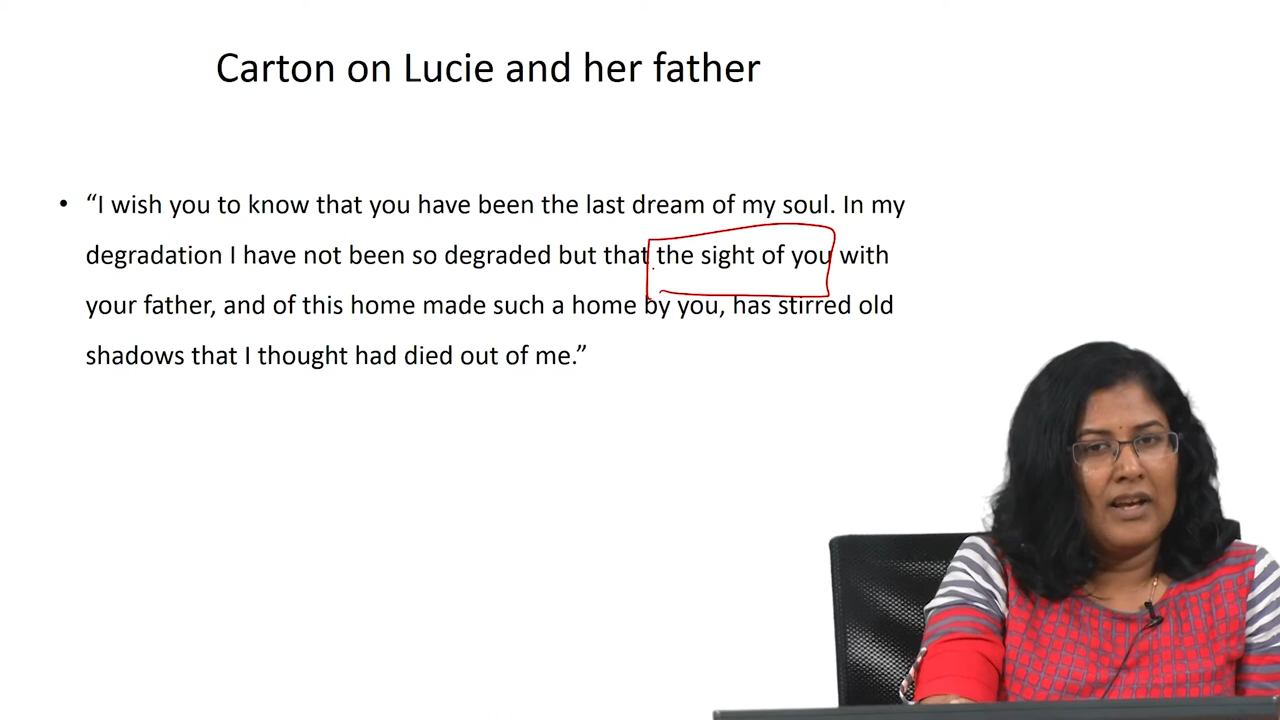 Carton on Lucie and her father
• “I wish you to know that you have been the last dream of my soul. In my
degradation I have not been so degraded but that the sight of you with
your father, and of this home made such a home by you, has stirred old
shadows that I thought had died out of me.”